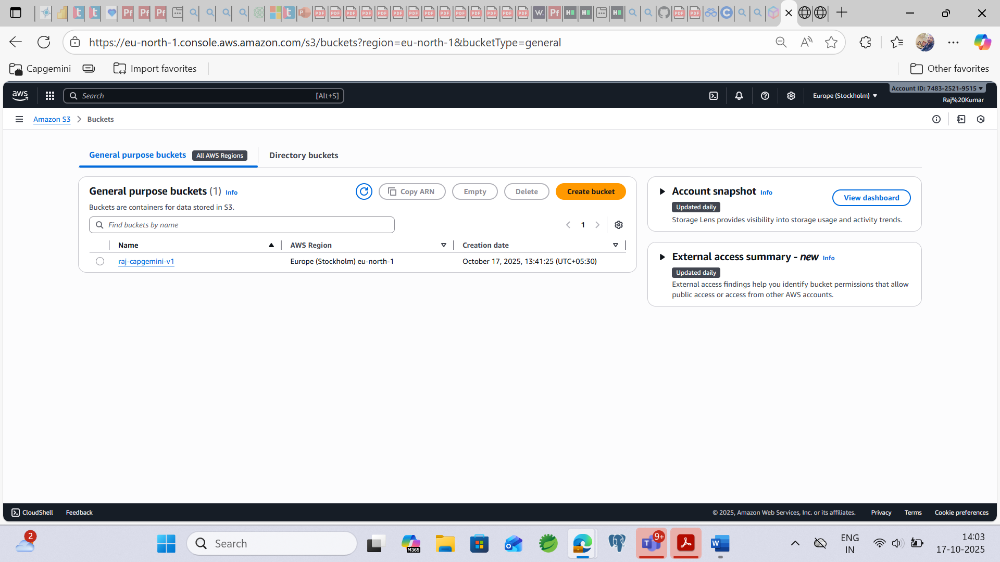 https://eu-north-1.console.aws.amazon.com/s3/buckets?region=eu-north-1&bucketType=general
Capgemini
Import favorites
Other favorites
aws
Search [Alt+S]
Europe (Stockholm)
Account ID: 7483-2521-9515
Raj%20Kumar
Amazon S3 > Buckets
General purpose buckets All AWS Regions
Directory buckets
General purpose buckets (1) Info
Copy ARN
Empty
Delete
Create bucket
Buckets are containers for data stored in S3.
Find buckets by name
1
Name AWS Region Creation date
raj-capgemini-v1 Europe (Stockholm) eu-north-1 October 17, 2025, 13:41:25 (UTC+05:30)
Account snapshot Info
View dashboard
Updated daily
Storage Lens provides visibility into storage usage and activity trends.
External access summary - new Info
Updated daily
External access findings help you identify bucket permissions that allow
public access or access from other AWS accounts.
CloudShell Feedback
© 2025, Amazon Web Services, Inc. or its affiliates. Privacy Terms Cookie preferences
2
Search
M365
9+
ENG
IN
14:03
17-10-2025